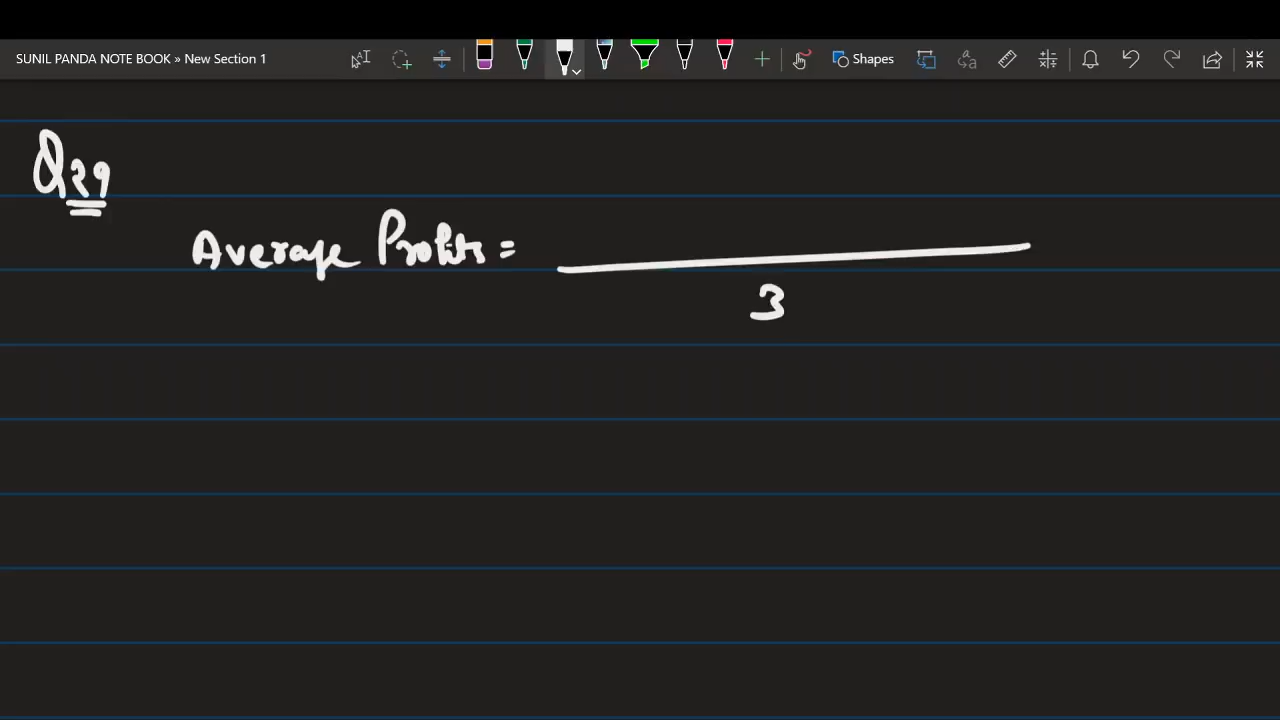 SUNIL PANDA NOTE BOOK » New Section 1
Shapes
Q29
Average Profits =
3